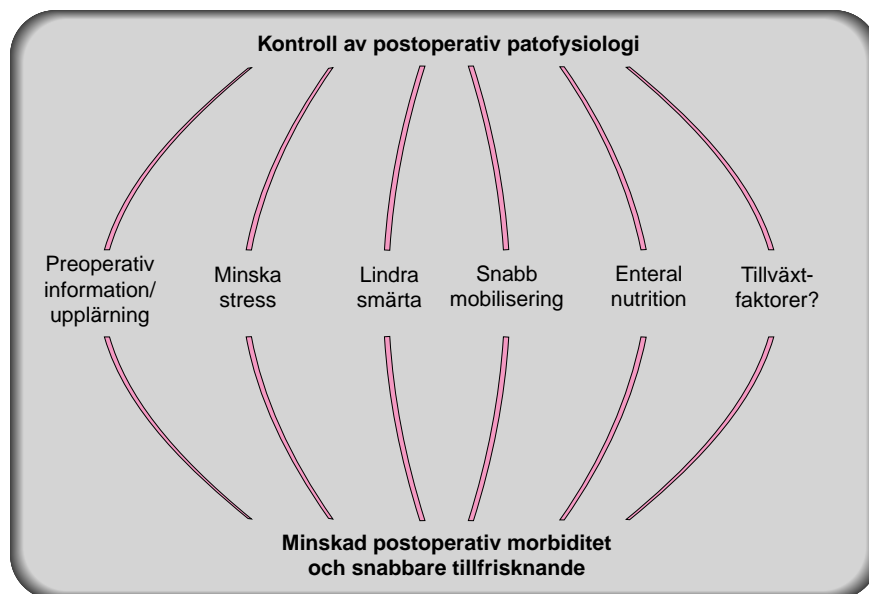 Kontroll av postoperativ patofysiologi
Preoperativ
information/
upplärning
Minska
stress
Lindra
smärta
Snabb
mobilisering
Enteral
nutrition
Tillväxt-
faktorer?
Minskad postoperativ morbiditet
och snabbare tillfrisknande